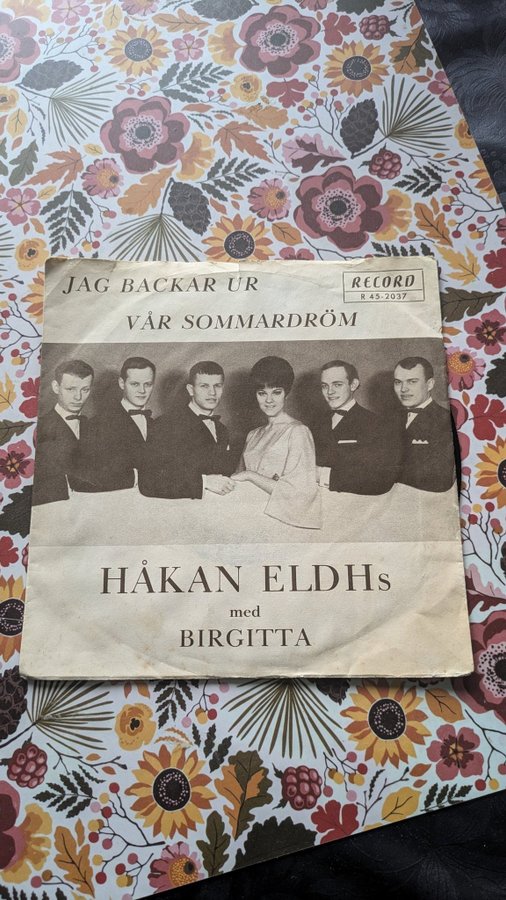 JAG BACKAR UR
RECORD
R 45-2037
VÅR SOMMARDRÖM
HÅKAN ELDHs
med
BIRGITTA